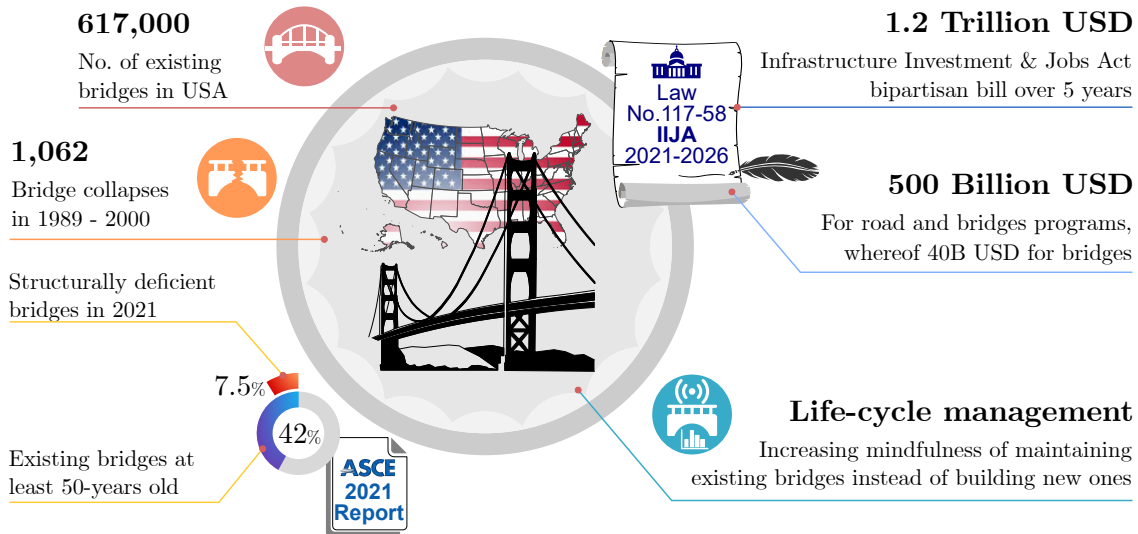 617,000
No. of existing
bridges in USA
1,062
Bridge collapses
in 1989 - 2000
Structurally deficient
bridges in 2021
7.5%
42%
Existing bridges at
least 50-years old
ASCE
2021
Report
Law
No.117-58
IIJA
2021-2026
1.2 Trillion USD
Infrastructure Investment & Jobs Act
bipartisan bill over 5 years
500 Billion USD
For road and bridges programs,
whereof 40B USD for bridges
Life-cycle management
Increasing mindfulness of maintaining
existing bridges instead of building new ones